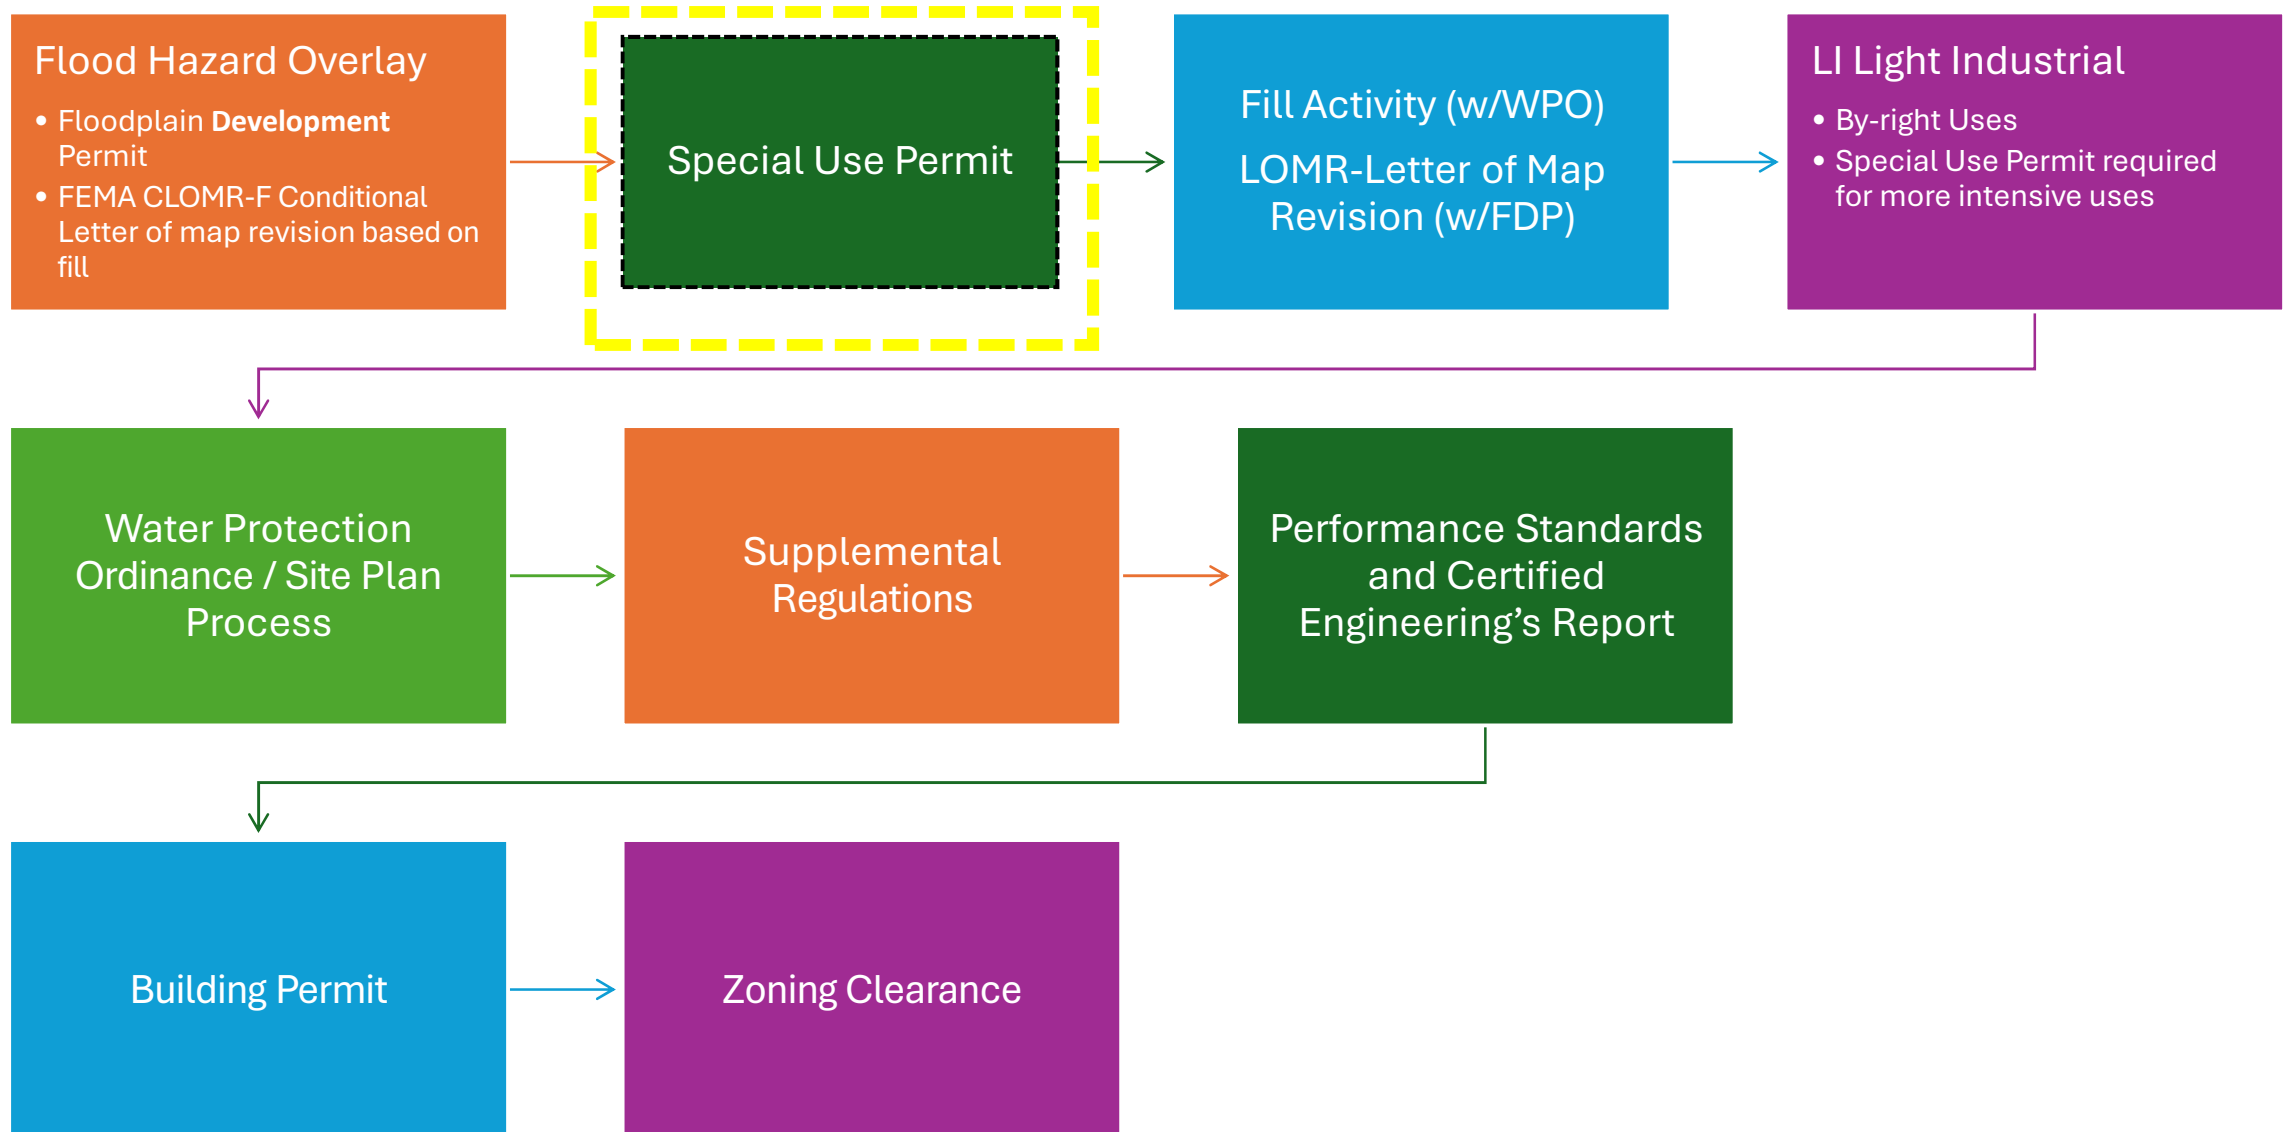 Flood Hazard Overlay
• Floodplain Development
Permit
• FEMA CLOMR-F Conditional
Letter of map revision based on
fill
Special Use Permit
Fill Activity (w/WPO)
LOMR-Letter of Map
Revision (w/FDP)
LI Light Industrial
• By-right Uses
• Special Use Permit required
for more intensive uses
Water Protection
Ordinance / Site Plan
Process
Supplemental
Regulations
Performance Standards
and Certified
Engineering’s Report
Building Permit
Zoning Clearance